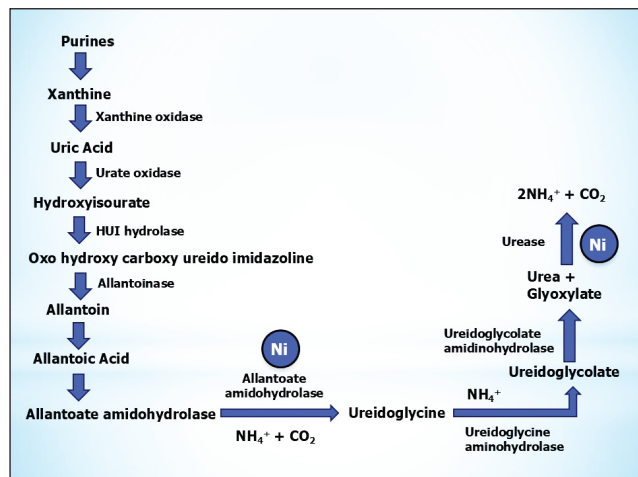 Purines
Xanthine
Xanthine oxidase
Uric Acid
Urate oxidase
Hydroxyisourate
HUI hydrolase
Oxo hydroxy carboxy ureido imidazoline
Allantoinase
Allantoin
Allantoic Acid
Allantoate amidohydrolase
Ni
Allantoate
amidohydrolase
NH₄⁺ + CO₂
Ureidoglycine
NH₄⁺
Ureidoglycine
aminohydrolase
Ureidoglycolate
Ureidoglycolate
amidinohydrolase
Urea +
Glyoxylate
Urease
Ni
2NH₄⁺ + CO₂